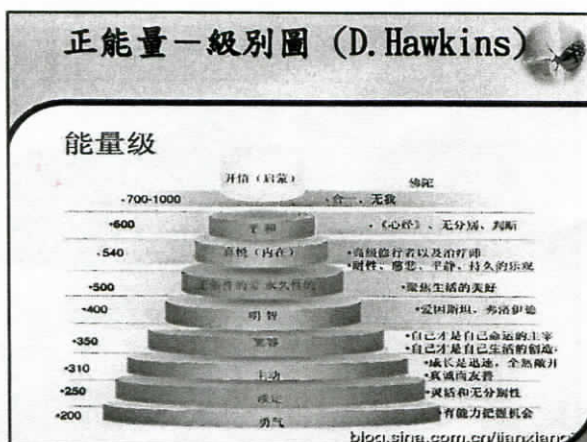 正能量－級別圖 (D.Hawkins)
能量级
开悟（启蒙） 佛陀
•700-1000 •合一、无我
•600 平和 •《心经》、无分别、判断
•540 喜悦（内在） •高级修行者以及治疗师
•耐性、慈悲、平静、持久的乐观
•500 •聚焦生活的美好
•400 明智 •爱因斯坦，弗洛伊德
•350 宽容 •自己才是自己命运的主宰
•自己才是自己生活的创造
•310 主动 •成长是迅速，全然敞开
•真诚而友善
•250 淡定 •灵活和无分别性
•200 勇气 •有能力把握机会
blog.sina.com.cn/jianxiang